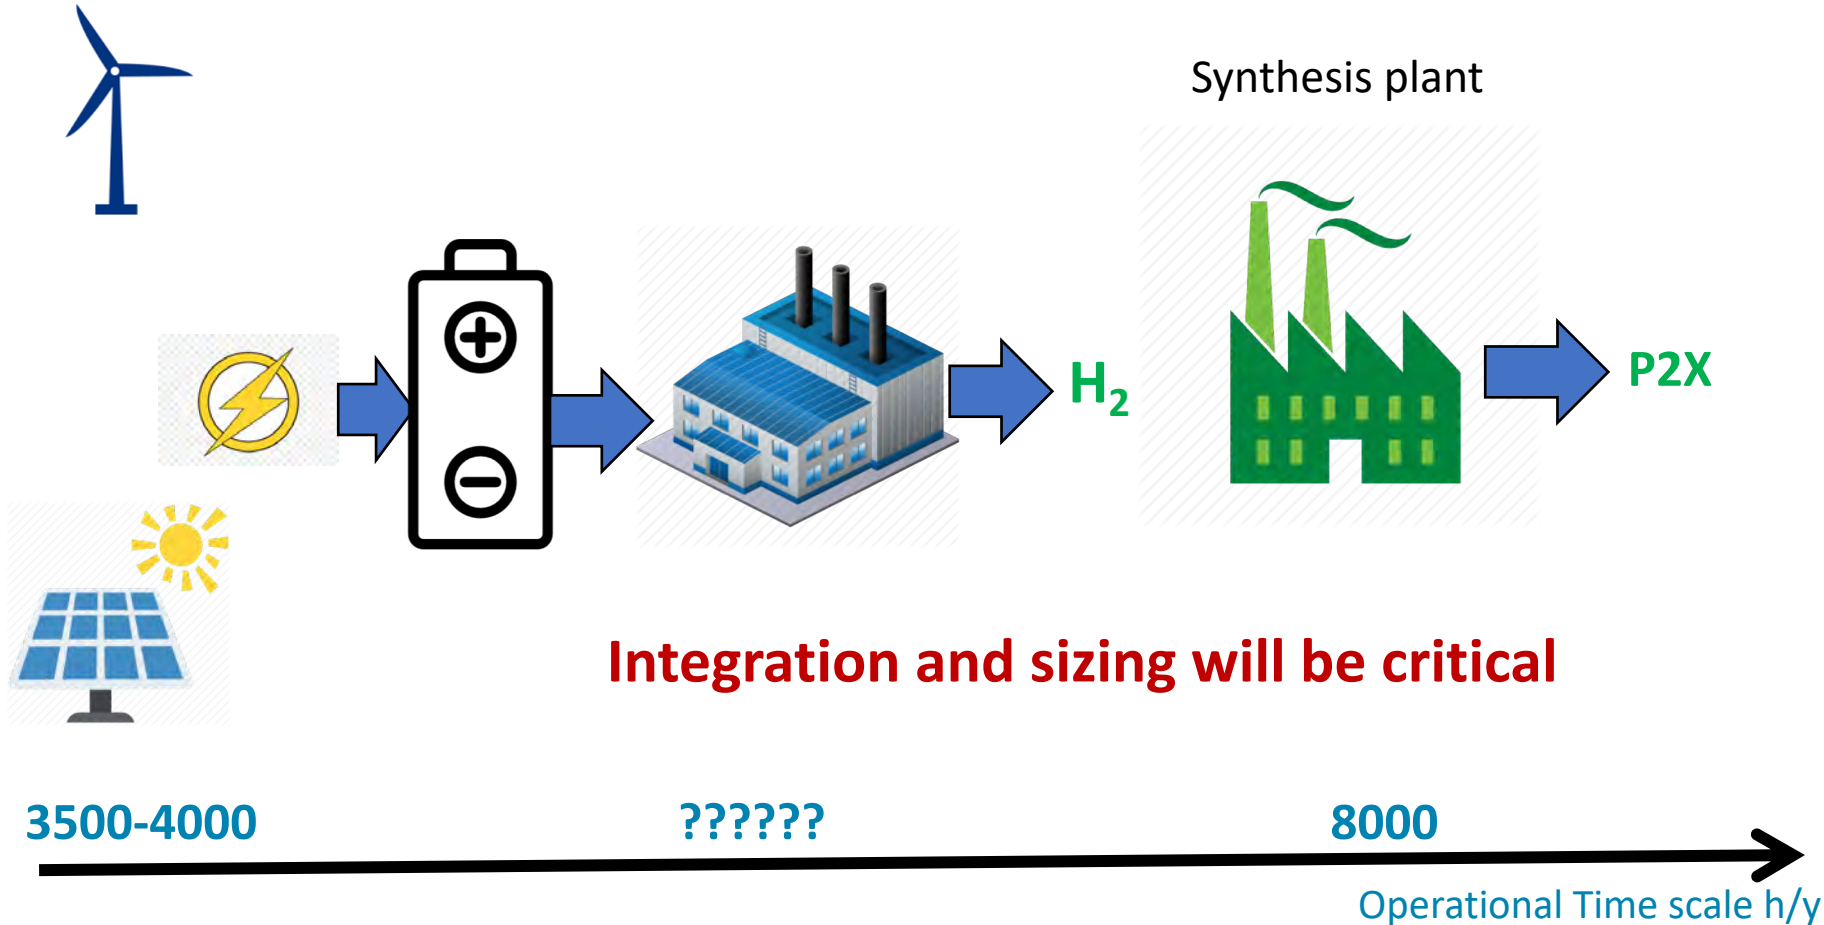 Synthesis plant
H₂
P2X
Integration and sizing will be critical
3500-4000
??????
8000
Operational Time scale h/y